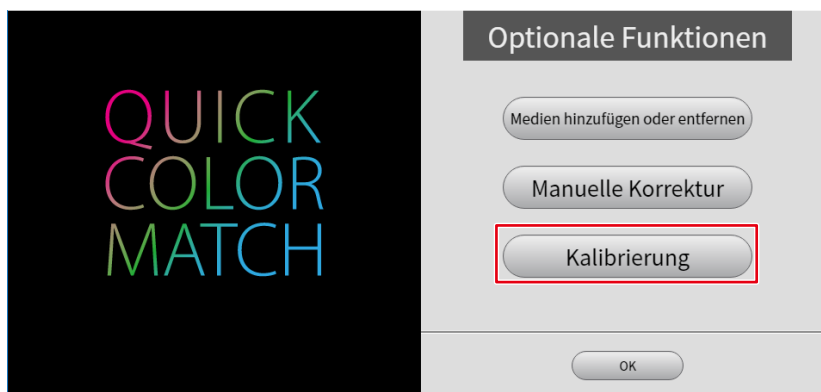 QUICK
COLOR
MATCH
Optionale Funktionen
Medien hinzufügen oder entfernen
Manuelle Korrektur
Kalibrierung
OK